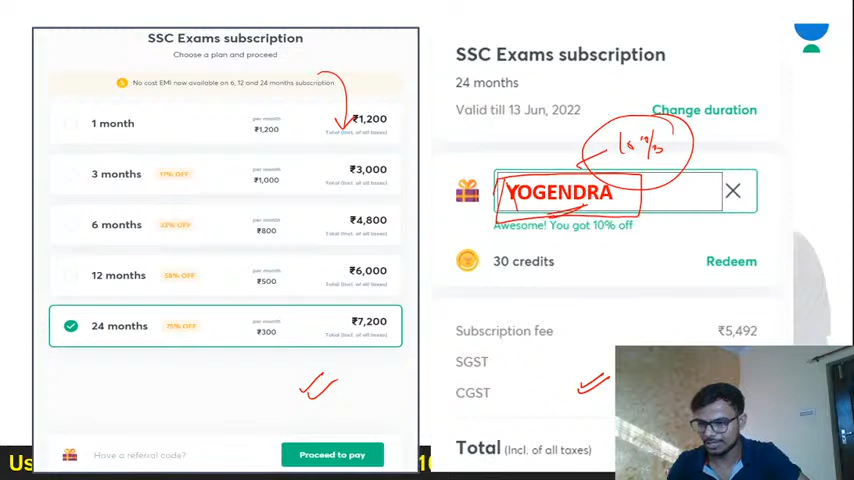 SSC Exams subscription
Choose a plan and proceed
No cost EMI now available on 6, 12 and 24 months subscription
1 month
per month
₹1,200
₹1,200
Total (Incl. of all taxes)
3 months
17% OFF
per month
₹1,000
₹3,000
Total (Incl. of all taxes)
6 months
33% OFF
per month
₹800
₹4,800
Total (Incl. of all taxes)
12 months
58% OFF
per month
₹500
₹6,000
Total (Incl. of all taxes)
24 months
75% OFF
per month
₹300
₹7,200
Total (Incl. of all taxes)
Have a referral code?
Proceed to pay
SSC Exams subscription
24 months
Valid till 13 Jun, 2022
Change duration
YOGENDRA
Awesome! You got 10% off
30 credits
Redeem
Subscription fee
₹5,492
SGST
CGST
Total (Incl. of all taxes)
Us